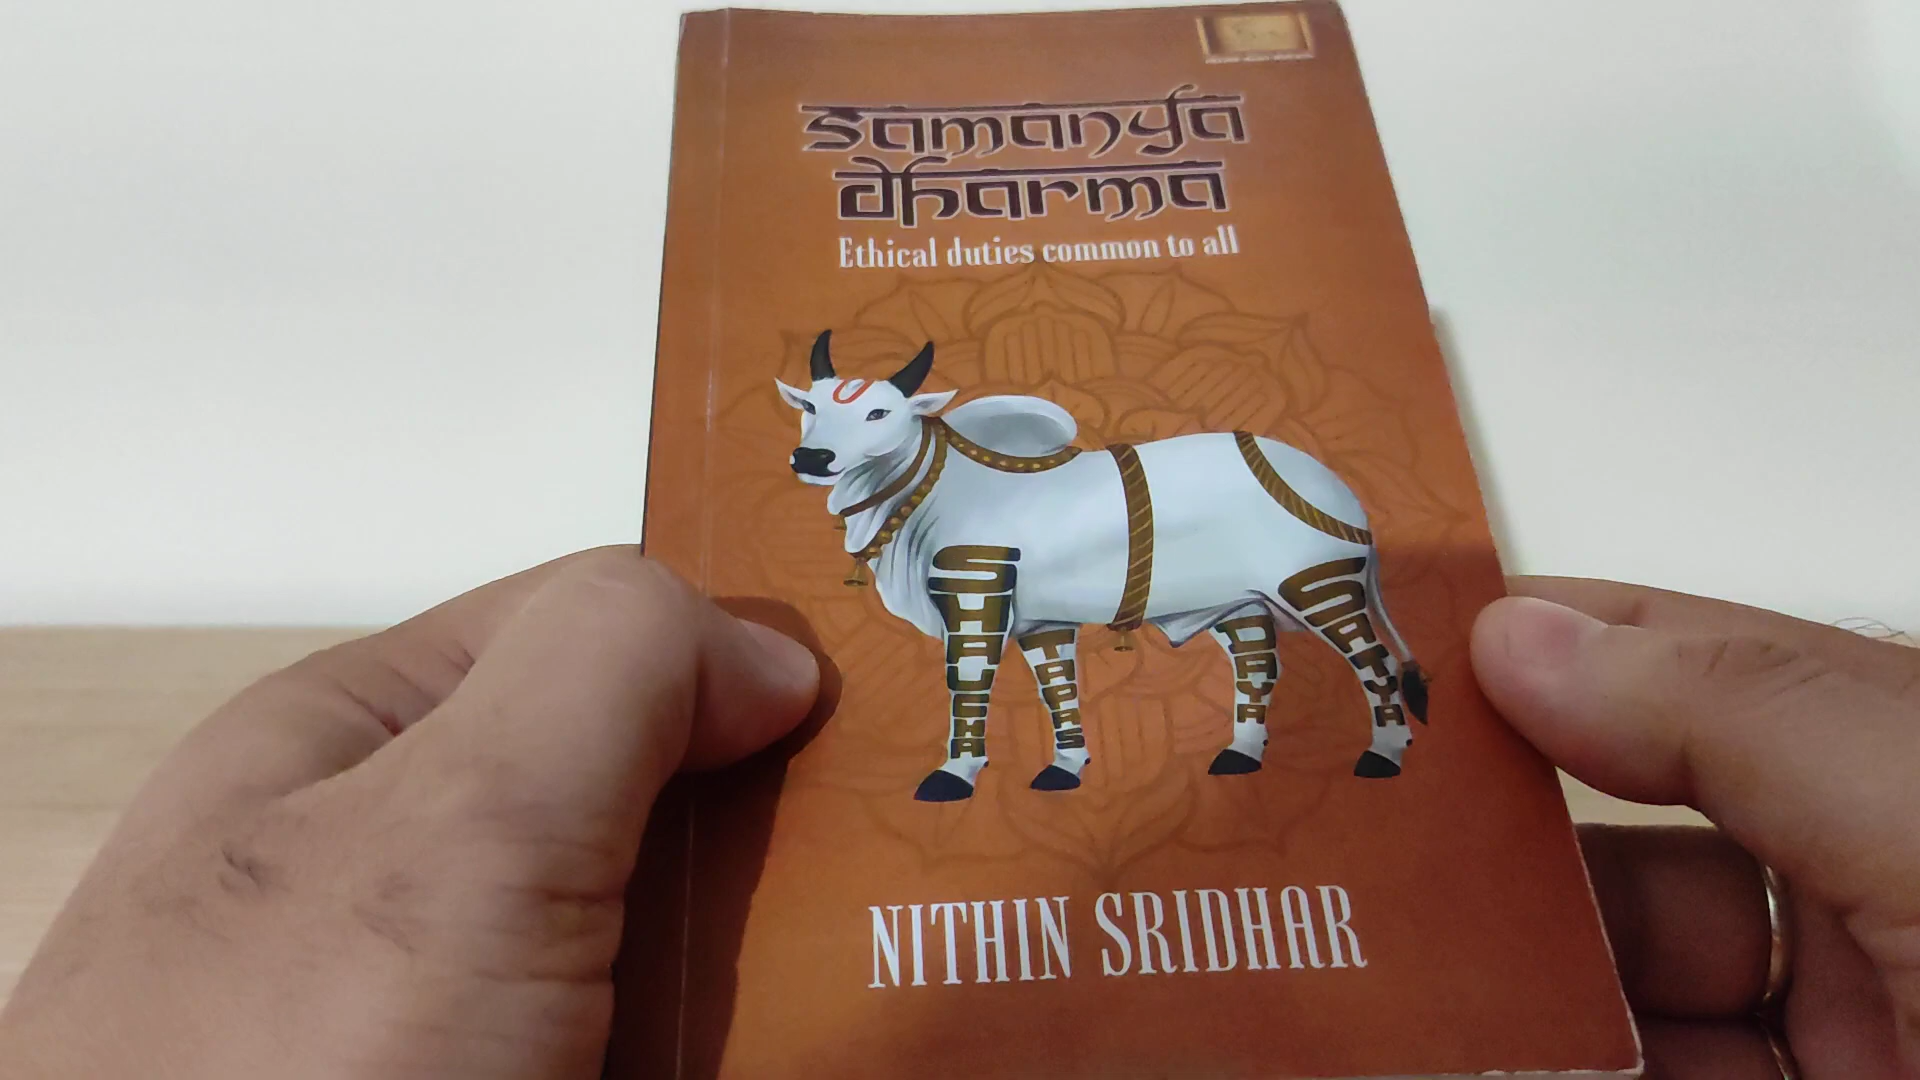 samanya
dharma
Ethical duties common to all
SHAUCHA
TAPAS
DAYA
SATYA
NITHIN SRIDHAR